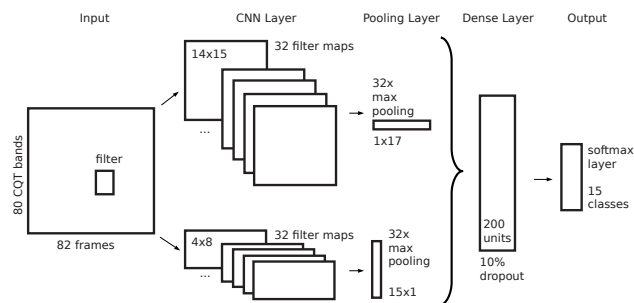 Input
CNN Layer
Pooling Layer
Dense Layer
Output
14x15
32 filter maps
...
32x
max
pooling
1x17
80 CQT bands
filter
82 frames
4x8
32 filter maps
...
32x
max
pooling
15x1
200
units
10%
dropout
softmax
layer
15
classes